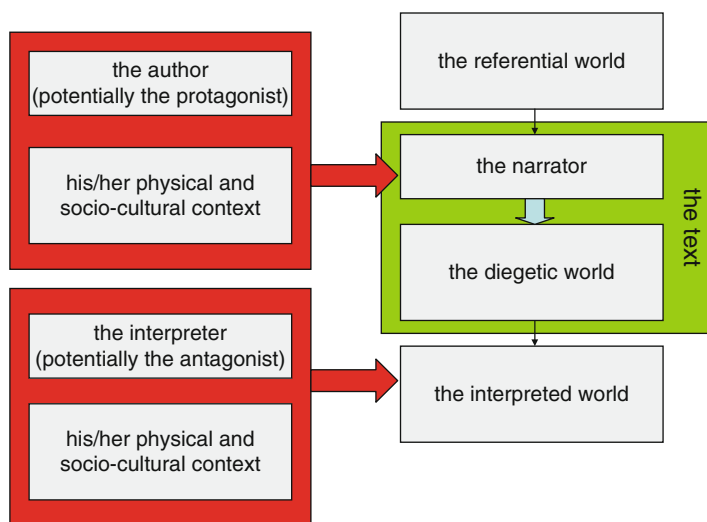 the author
(potentially the protagonist)
his/her physical and
socio-cultural context
the interpreter
(potentially the antagonist)
his/her physical and
socio-cultural context
the referential world
the narrator
the diegetic world
the text
the interpreted world